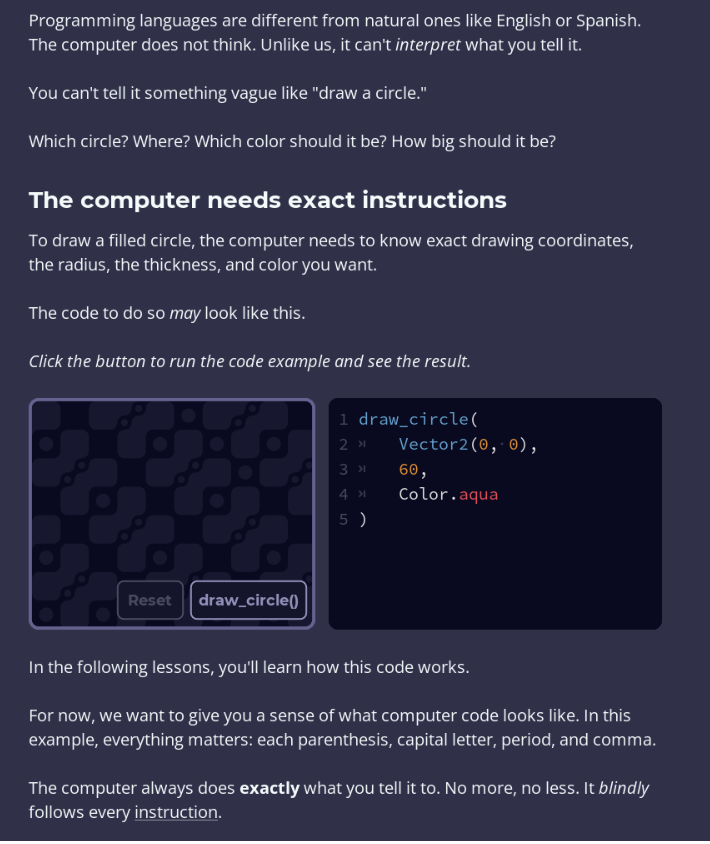 Programming languages are different from natural ones like English or Spanish.
The computer does not think. Unlike us, it can't interpret what you tell it.
You can't tell it something vague like "draw a circle."
Which circle? Where? Which color should it be? How big should it be?
The computer needs exact instructions
To draw a filled circle, the computer needs to know exact drawing coordinates,
the radius, the thickness, and color you want.
The code to do so may look like this.
Click the button to run the code example and see the result.
Reset
draw_circle()
1 draw_circle(
2 Vector2(0, 0),
3 60,
4 Color.aqua
5 )
In the following lessons, you'll learn how this code works.
For now, we want to give you a sense of what computer code looks like. In this
example, everything matters: each parenthesis, capital letter, period, and comma.
The computer always does exactly what you tell it to. No more, no less. It blindly
follows every instruction.